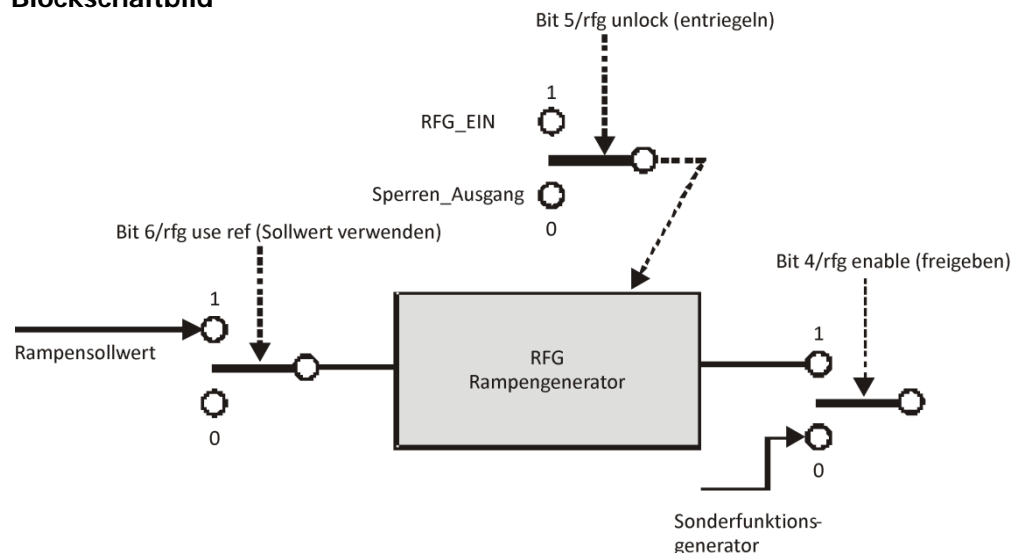 Blockschaltbild
Bit 5/rfg unlock (entriegeln)
1
RFG_EIN
Sperren_Ausgang
0
Bit 6/rfg use ref (Sollwert verwenden)
Bit 4/rfg enable (freigeben)
1
Rampensollwert
0
RFG
Rampengenerator
1
0
Sonderfunktions-
generator